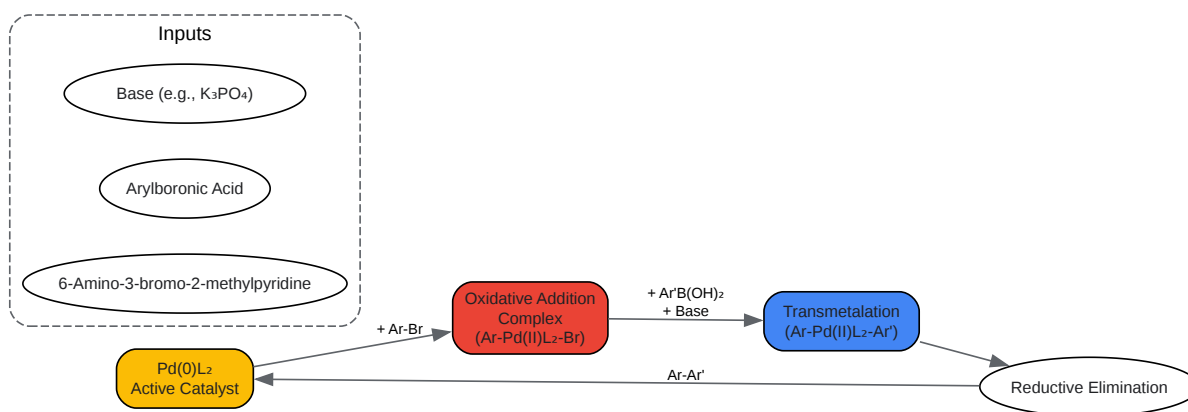 Inputs
Base (e.g., K₃PO₄)
Arylboronic Acid
6-Amino-3-bromo-2-methylpyridine
Pd(0)L₂
Active Catalyst
+ Ar-Br
Oxidative Addition
Complex
(Ar-Pd(II)L₂-Br)
+ Ar'B(OH)₂
+ Base
Transmetalation
(Ar-Pd(II)L₂-Ar')
Ar-Ar'
Reductive Elimination